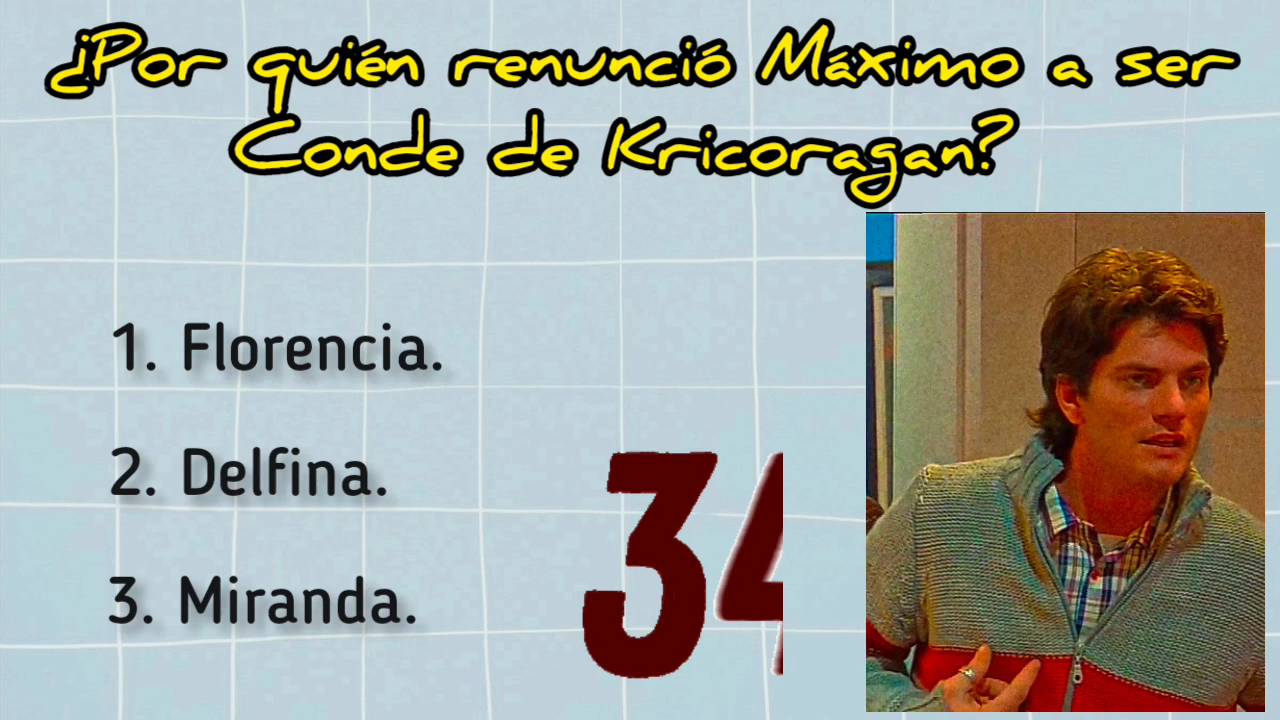 ¿Por quién renunció Máximo a ser
Conde de Kricoragan?
1. Florencia.
2. Delfina.
3. Miranda.
34